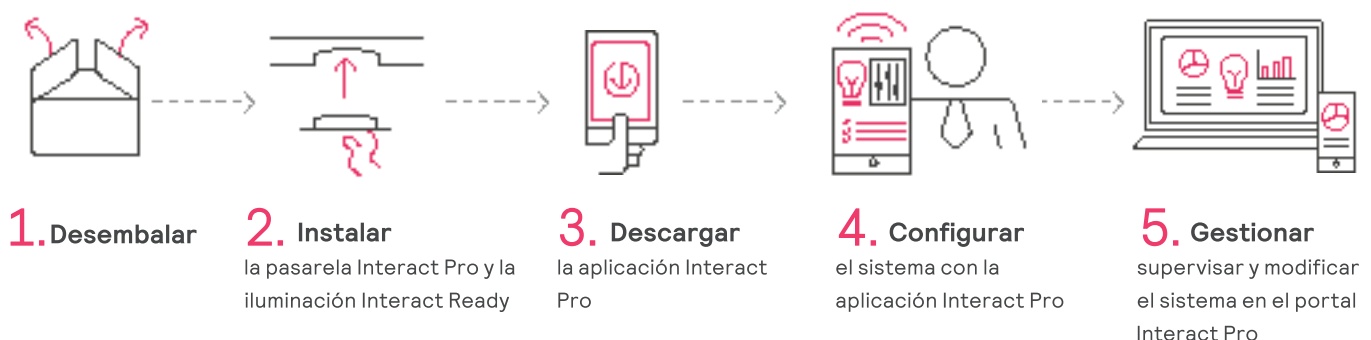 1. Desembalar
2. Instalar
la pasarela Interact Pro y la
iluminación Interact Ready
3. Descargar
la aplicación Interact
Pro
4. Configurar
el sistema con la
aplicación Interact Pro
5. Gestionar
supervisar y modificar
el sistema en el portal
Interact Pro